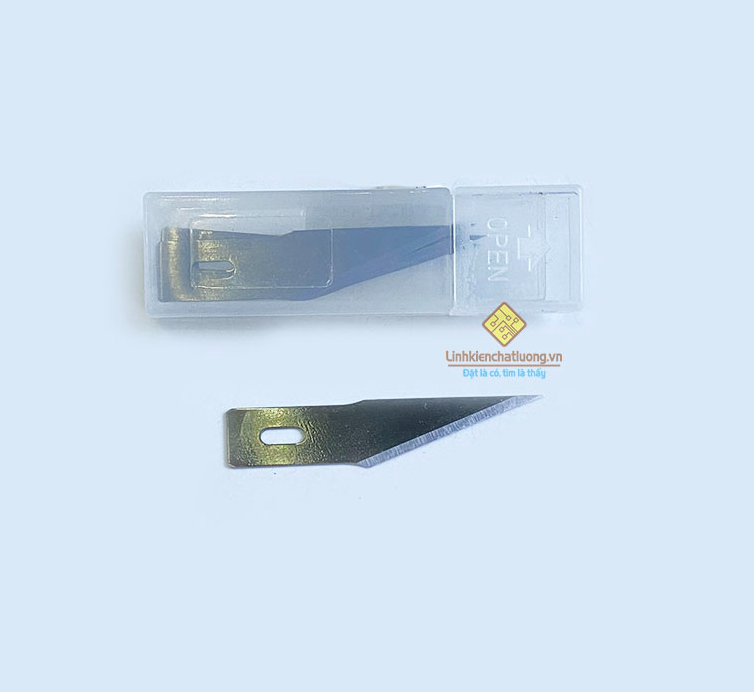 OPEN
Linhkienchatluong.vn
Đặt là có, tìm là thấy